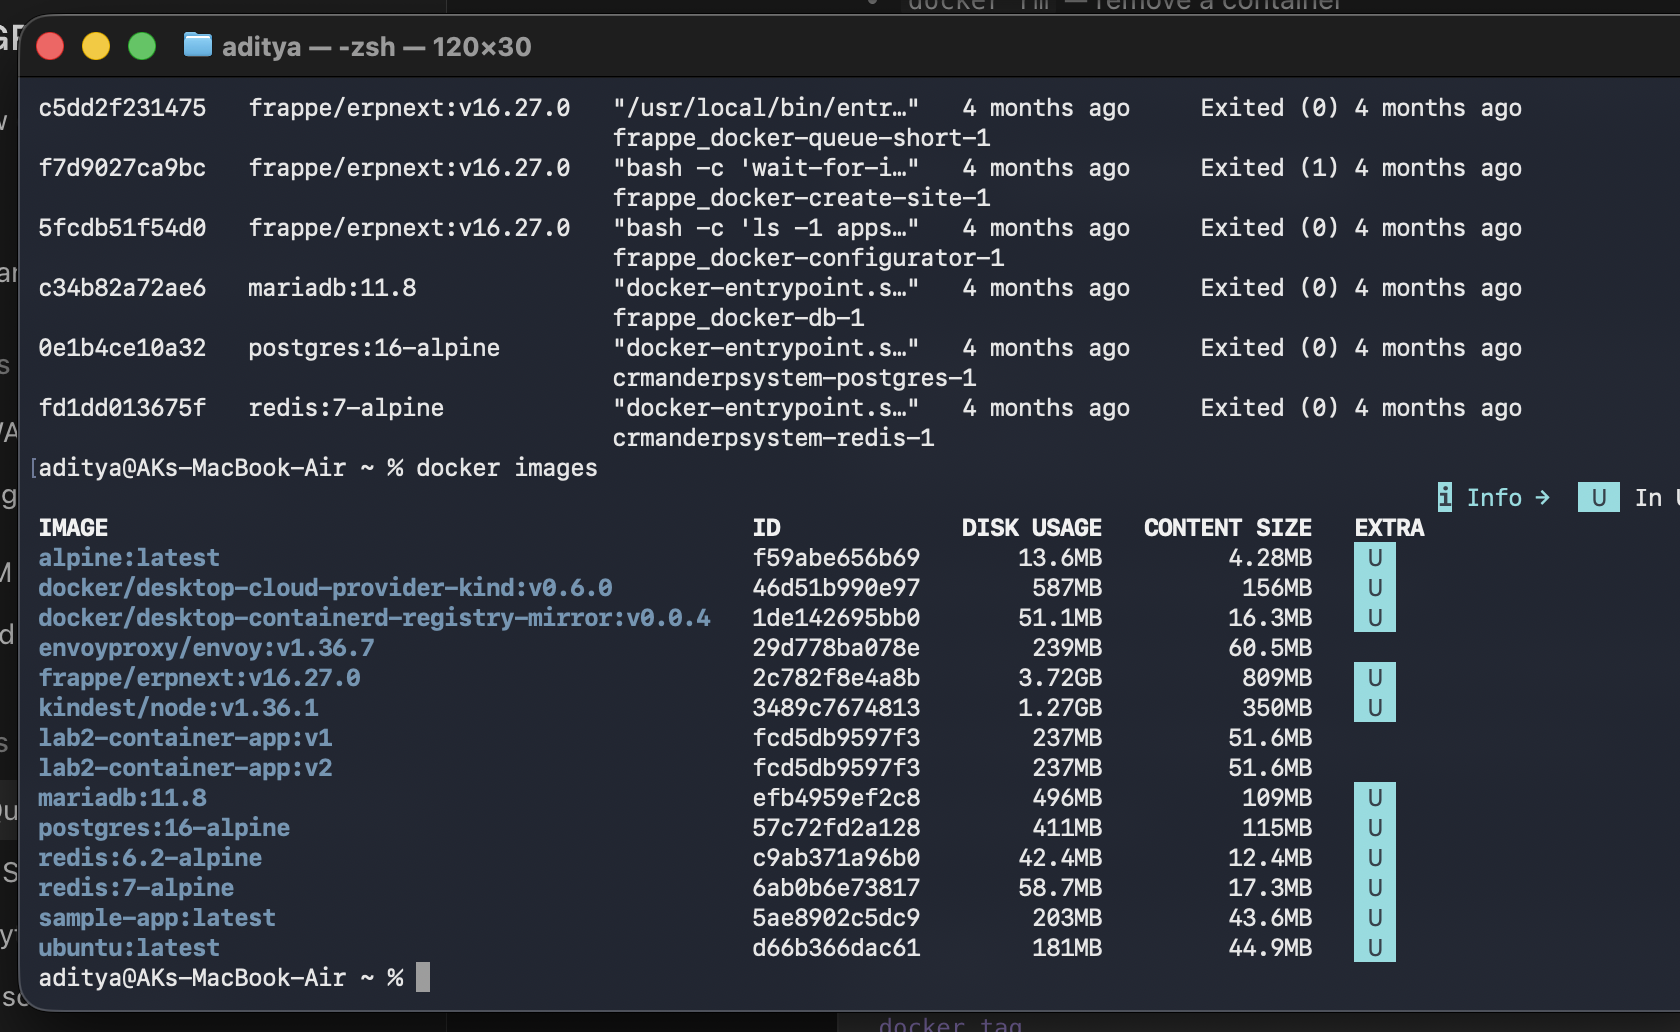 docker rm — remove a container
aditya — -zsh — 120×30
c5dd2f231475 frappe/erpnext:v16.27.0 "/usr/local/bin/entr…" 4 months ago Exited (0) 4 months ago
frappe_docker-queue-short-1
f7d9027ca9bc frappe/erpnext:v16.27.0 "bash -c 'wait-for-i…" 4 months ago Exited (1) 4 months ago
frappe_docker-create-site-1
5fcdb51f54d0 frappe/erpnext:v16.27.0 "bash -c 'ls -1 apps…" 4 months ago Exited (0) 4 months ago
frappe_docker-configurator-1
c34b82a72ae6 mariadb:11.8 "docker-entrypoint.s…" 4 months ago Exited (0) 4 months ago
frappe_docker-db-1
0e1b4ce10a32 postgres:16-alpine "docker-entrypoint.s…" 4 months ago Exited (0) 4 months ago
crmanderpsystem-postgres-1
fd1dd013675f redis:7-alpine "docker-entrypoint.s…" 4 months ago Exited (0) 4 months ago
crmanderpsystem-redis-1
[aditya@AKs-MacBook-Air ~ % docker images
i Info → U In
IMAGE ID DISK USAGE CONTENT SIZE EXTRA
alpine:latest f59abe656b69 13.6MB 4.28MB U
docker/desktop-cloud-provider-kind:v0.6.0 46d51b990e97 587MB 156MB U
docker/desktop-containerd-registry-mirror:v0.0.4 1de142695bb0 51.1MB 16.3MB U
envoyproxy/envoy:v1.36.7 29d778ba078e 239MB 60.5MB
frappe/erpnext:v16.27.0 2c782f8e4a8b 3.72GB 809MB U
kindest/node:v1.36.1 3489c7674813 1.27GB 350MB U
lab2-container-app:v1 fcd5db9597f3 237MB 51.6MB
lab2-container-app:v2 fcd5db9597f3 237MB 51.6MB
mariadb:11.8 efb4959ef2c8 496MB 109MB U
postgres:16-alpine 57c72fd2a128 411MB 115MB U
redis:6.2-alpine c9ab371a96b0 42.4MB 12.4MB U
redis:7-alpine 6ab0b6e73817 58.7MB 17.3MB U
sample-app:latest 5ae8902c5dc9 203MB 43.6MB U
ubuntu:latest d66b366dac61 181MB 44.9MB U
aditya@AKs-MacBook-Air ~ %
docker tag